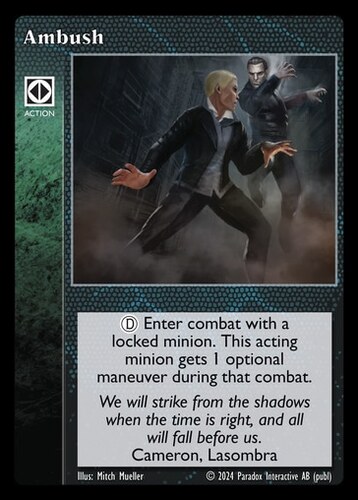 Ambush
ACTION
Ⓓ Enter combat with a
locked minion. This acting
minion gets 1 optional
maneuver during that combat.
We will strike from the shadows
when the time is right, and all
will fall before us.
Cameron, Lasombra
Illus: Mitch Mueller © 2024 Paradox Interactive AB (publ)